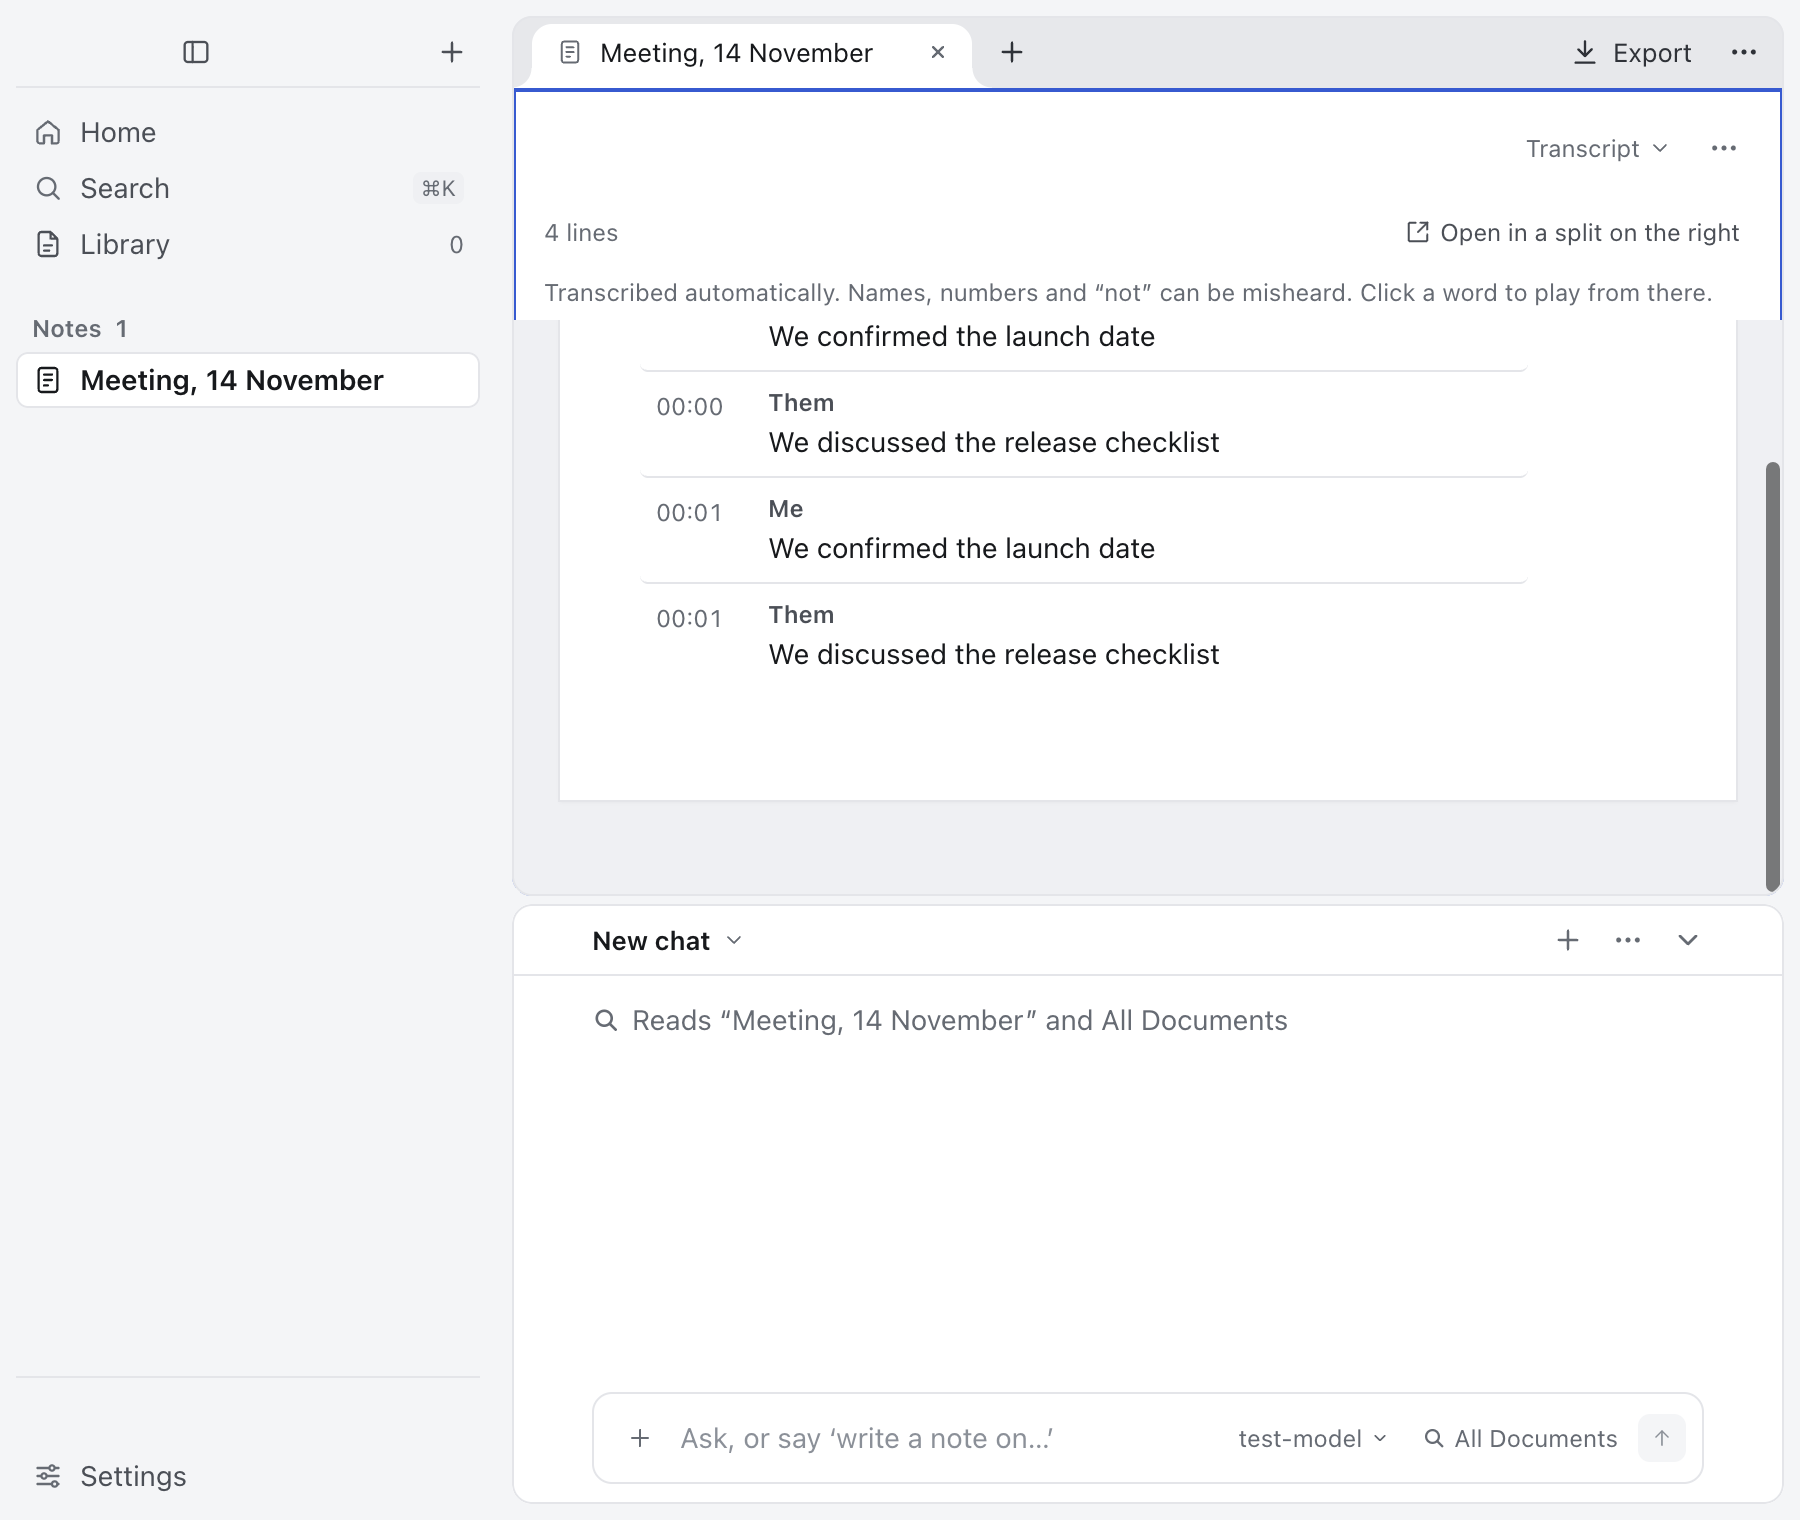 Home
Search ⌘K
Library 0
Notes 1
Meeting, 14 November
Settings
Meeting, 14 November
Export
Transcript
4 lines
Open in a split on the right
Transcribed automatically. Names, numbers and “not” can be misheard. Click a word to play from there.
We confirmed the launch date
00:00 Them
We discussed the release checklist
00:01 Me
We confirmed the launch date
00:01 Them
We discussed the release checklist
New chat
Reads “Meeting, 14 November” and All Documents
Ask, or say ‘write a note on…’
test-model
All Documents